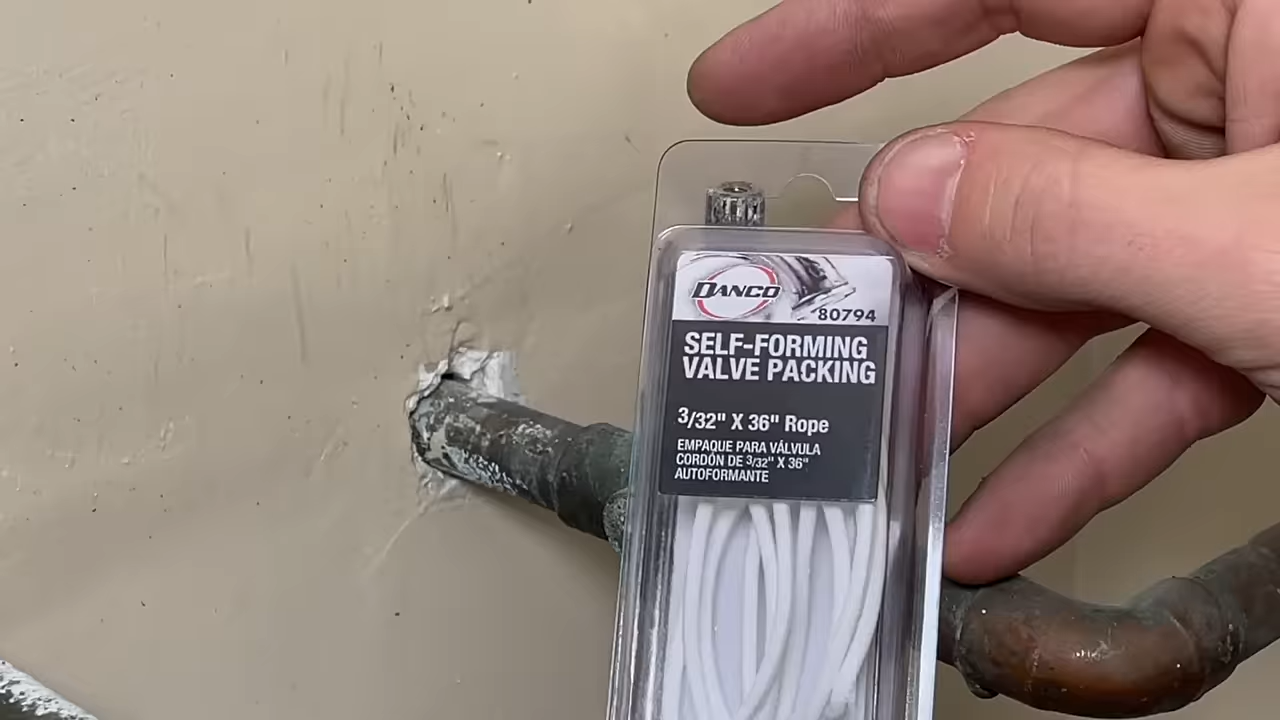 DANCO
80794
SELF-FORMING
VALVE PACKING
3/32" X 36" Rope
EMPAQUE PARA VÁLVULA
CORDÓN DE 3/32" X 36"
AUTOFORMANTE